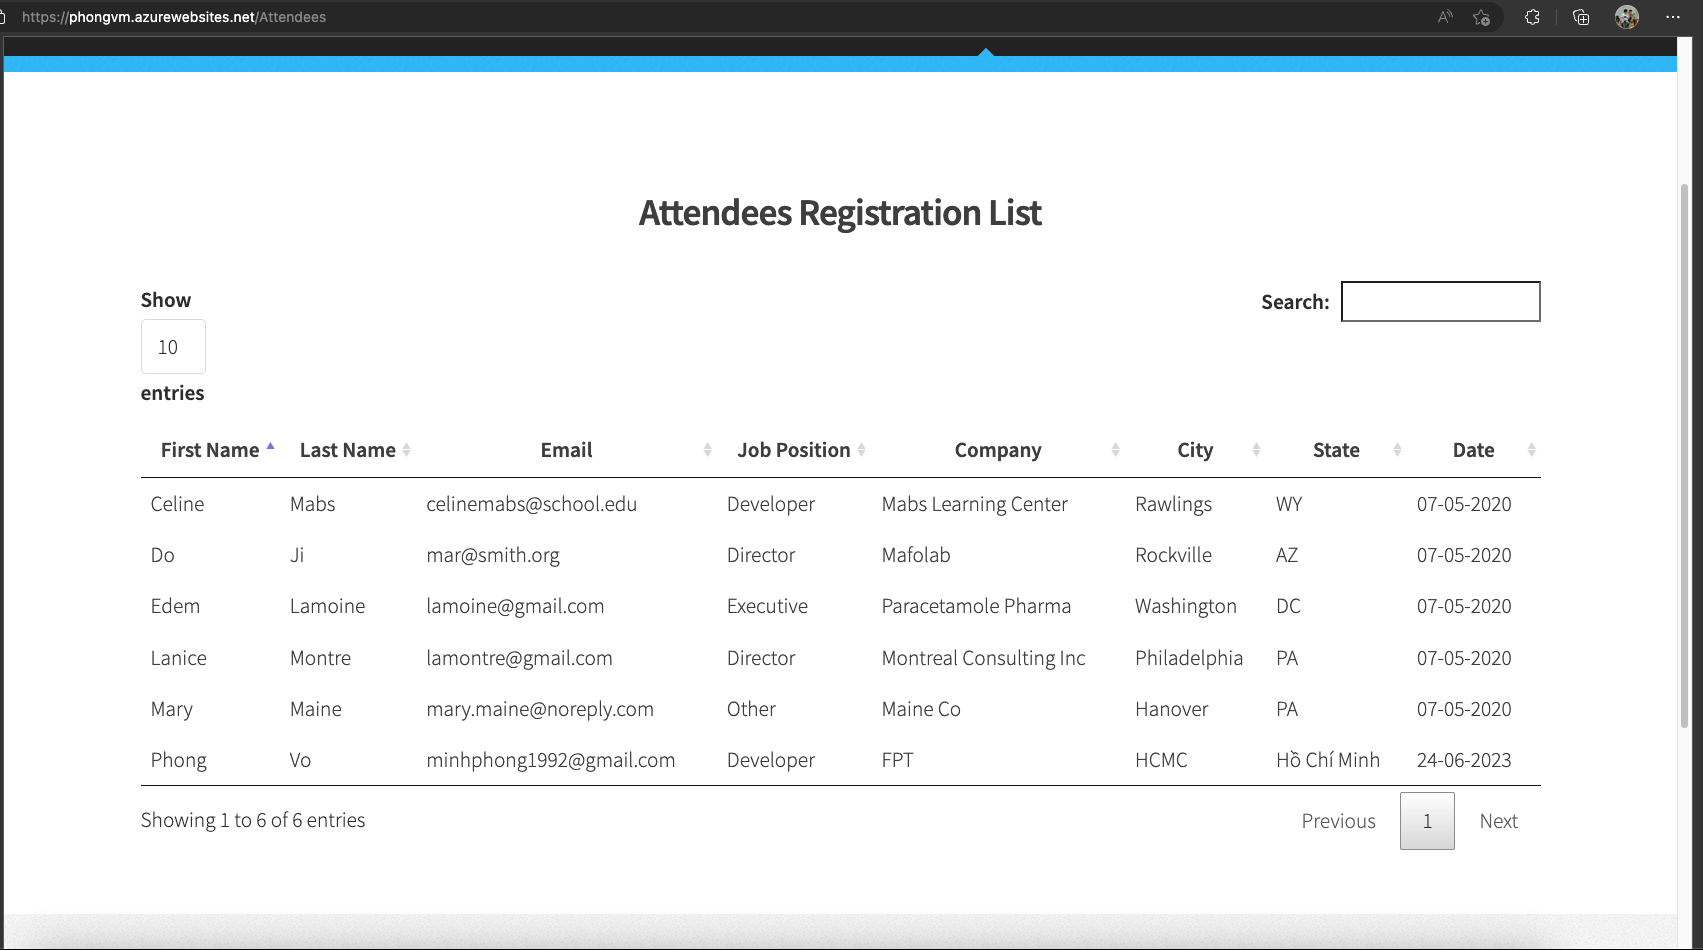 https://phongvm.azurewebsites.net/Attendees
Attendees Registration List
Show
10
entries
Search:
First Name Last Name Email Job Position Company City State Date
Celine Mabs celinemabs@school.edu Developer Mabs Learning Center Rawlings WY 07-05-2020
Do Ji mar@smith.org Director Mafolab Rockville AZ 07-05-2020
Edem Lamoine lamoine@gmail.com Executive Paracetamole Pharma Washington DC 07-05-2020
Lanice Montre lamontre@gmail.com Director Montreal Consulting Inc Philadelphia PA 07-05-2020
Mary Maine mary.maine@noreply.com Other Maine Co Hanover PA 07-05-2020
Phong Vo minhphong1992@gmail.com Developer FPT HCMC Hồ Chí Minh 24-06-2023
Showing 1 to 6 of 6 entries
Previous 1 Next